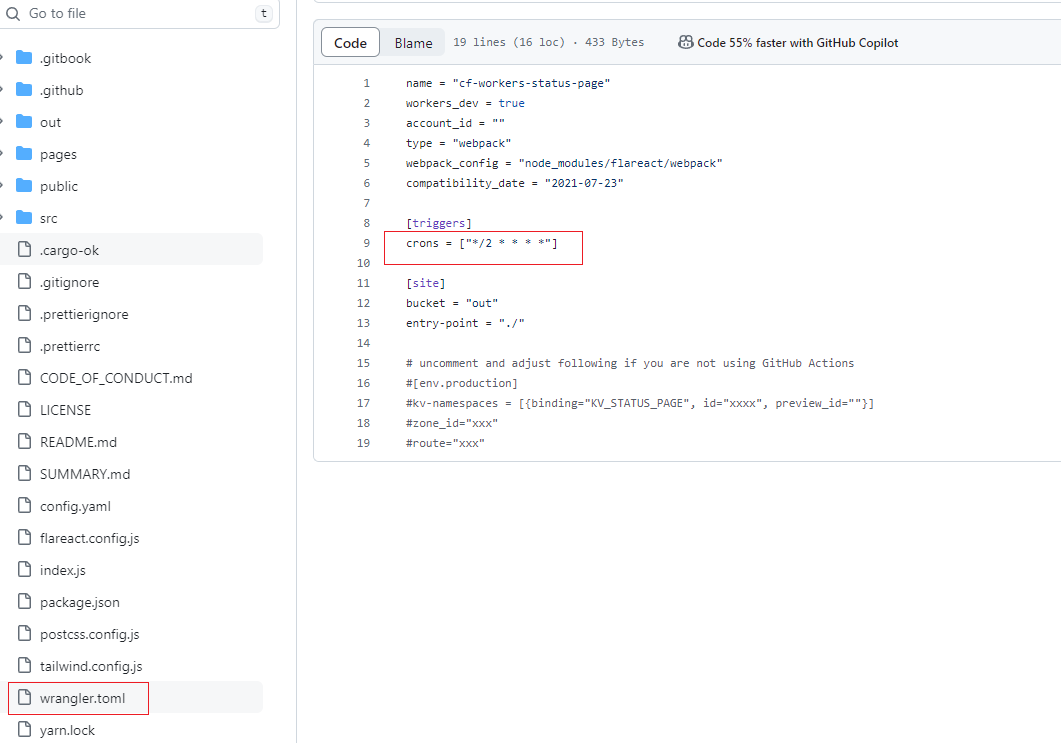 Go to file
t
.gitbook
.github
out
pages
public
src
.cargo-ok
.gitignore
.prettierignore
.prettierrc
CODE_OF_CONDUCT.md
LICENSE
README.md
SUMMARY.md
config.yaml
flareact.config.js
index.js
package.json
postcss.config.js
tailwind.config.js
wrangler.toml
yarn.lock
Code
Blame
19 lines (16 loc) · 433 Bytes
Code 55% faster with GitHub Copilot
1 name = "cf-workers-status-page"
2 workers_dev = true
3 account_id = ""
4 type = "webpack"
5 webpack_config = "node_modules/flareact/webpack"
6 compatibility_date = "2021-07-23"
7
8 [triggers]
9 crons = ["*/2 * * * *"]
10
11 [site]
12 bucket = "out"
13 entry-point = "./"
14
15 # uncomment and adjust following if you are not using GitHub Actions
16 #[env.production]
17 #kv-namespaces = [{binding="KV_STATUS_PAGE", id="xxxx", preview_id=""}]
18 #zone_id="xxx"
19 #route="xxx"